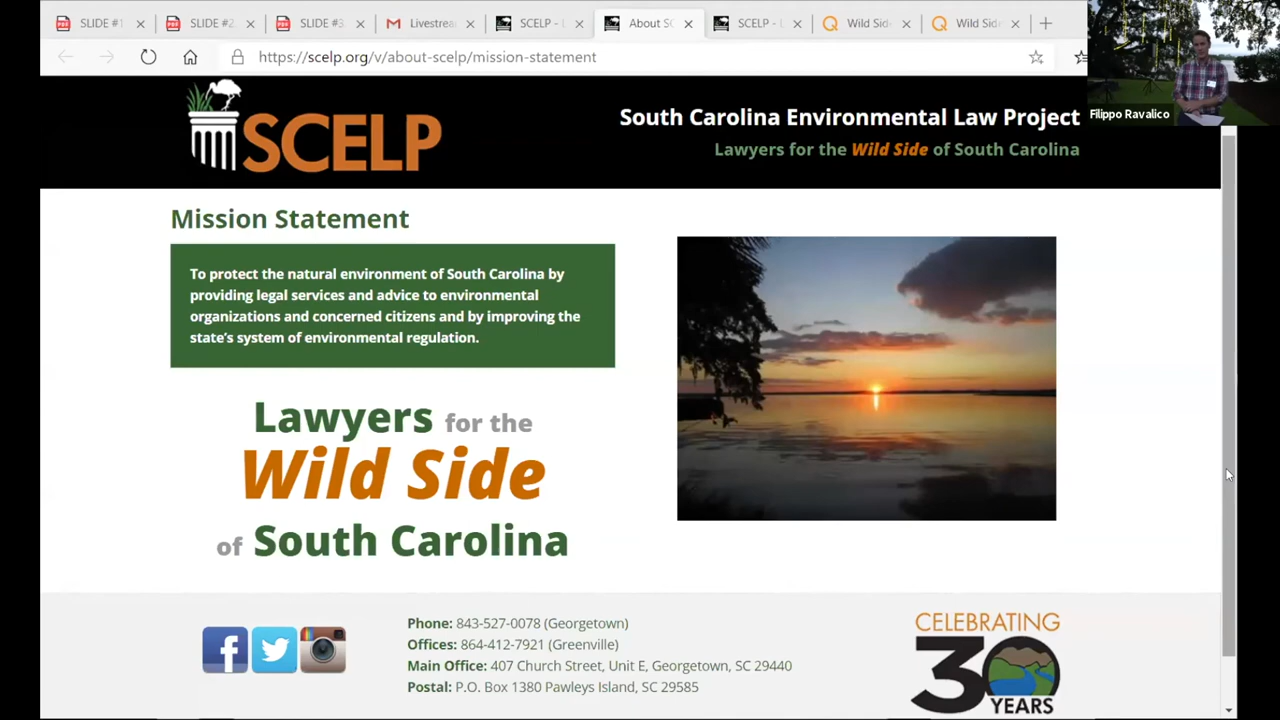 SLIDE #1
SLIDE #2
SLIDE #3
Livestrea
SCELP - L
About SC
SCELP - L
Wild Side
Wild Side
https://scelp.org/v/about-scelp/mission-statement
Filippo Ravalico
SCELP
South Carolina Environmental Law Project
Lawyers for the Wild Side of South Carolina
Mission Statement
To protect the natural environment of South Carolina by
providing legal services and advice to environmental
organizations and concerned citizens and by improving the
state's system of environmental regulation.
Lawyers for the
Wild Side
of South Carolina
Phone: 843-527-0078 (Georgetown)
Offices: 864-412-7921 (Greenville)
Main Office: 407 Church Street, Unit E, Georgetown, SC 29440
Postal: P.O. Box 1380 Pawleys Island, SC 29585
CELEBRATING
30
YEARS